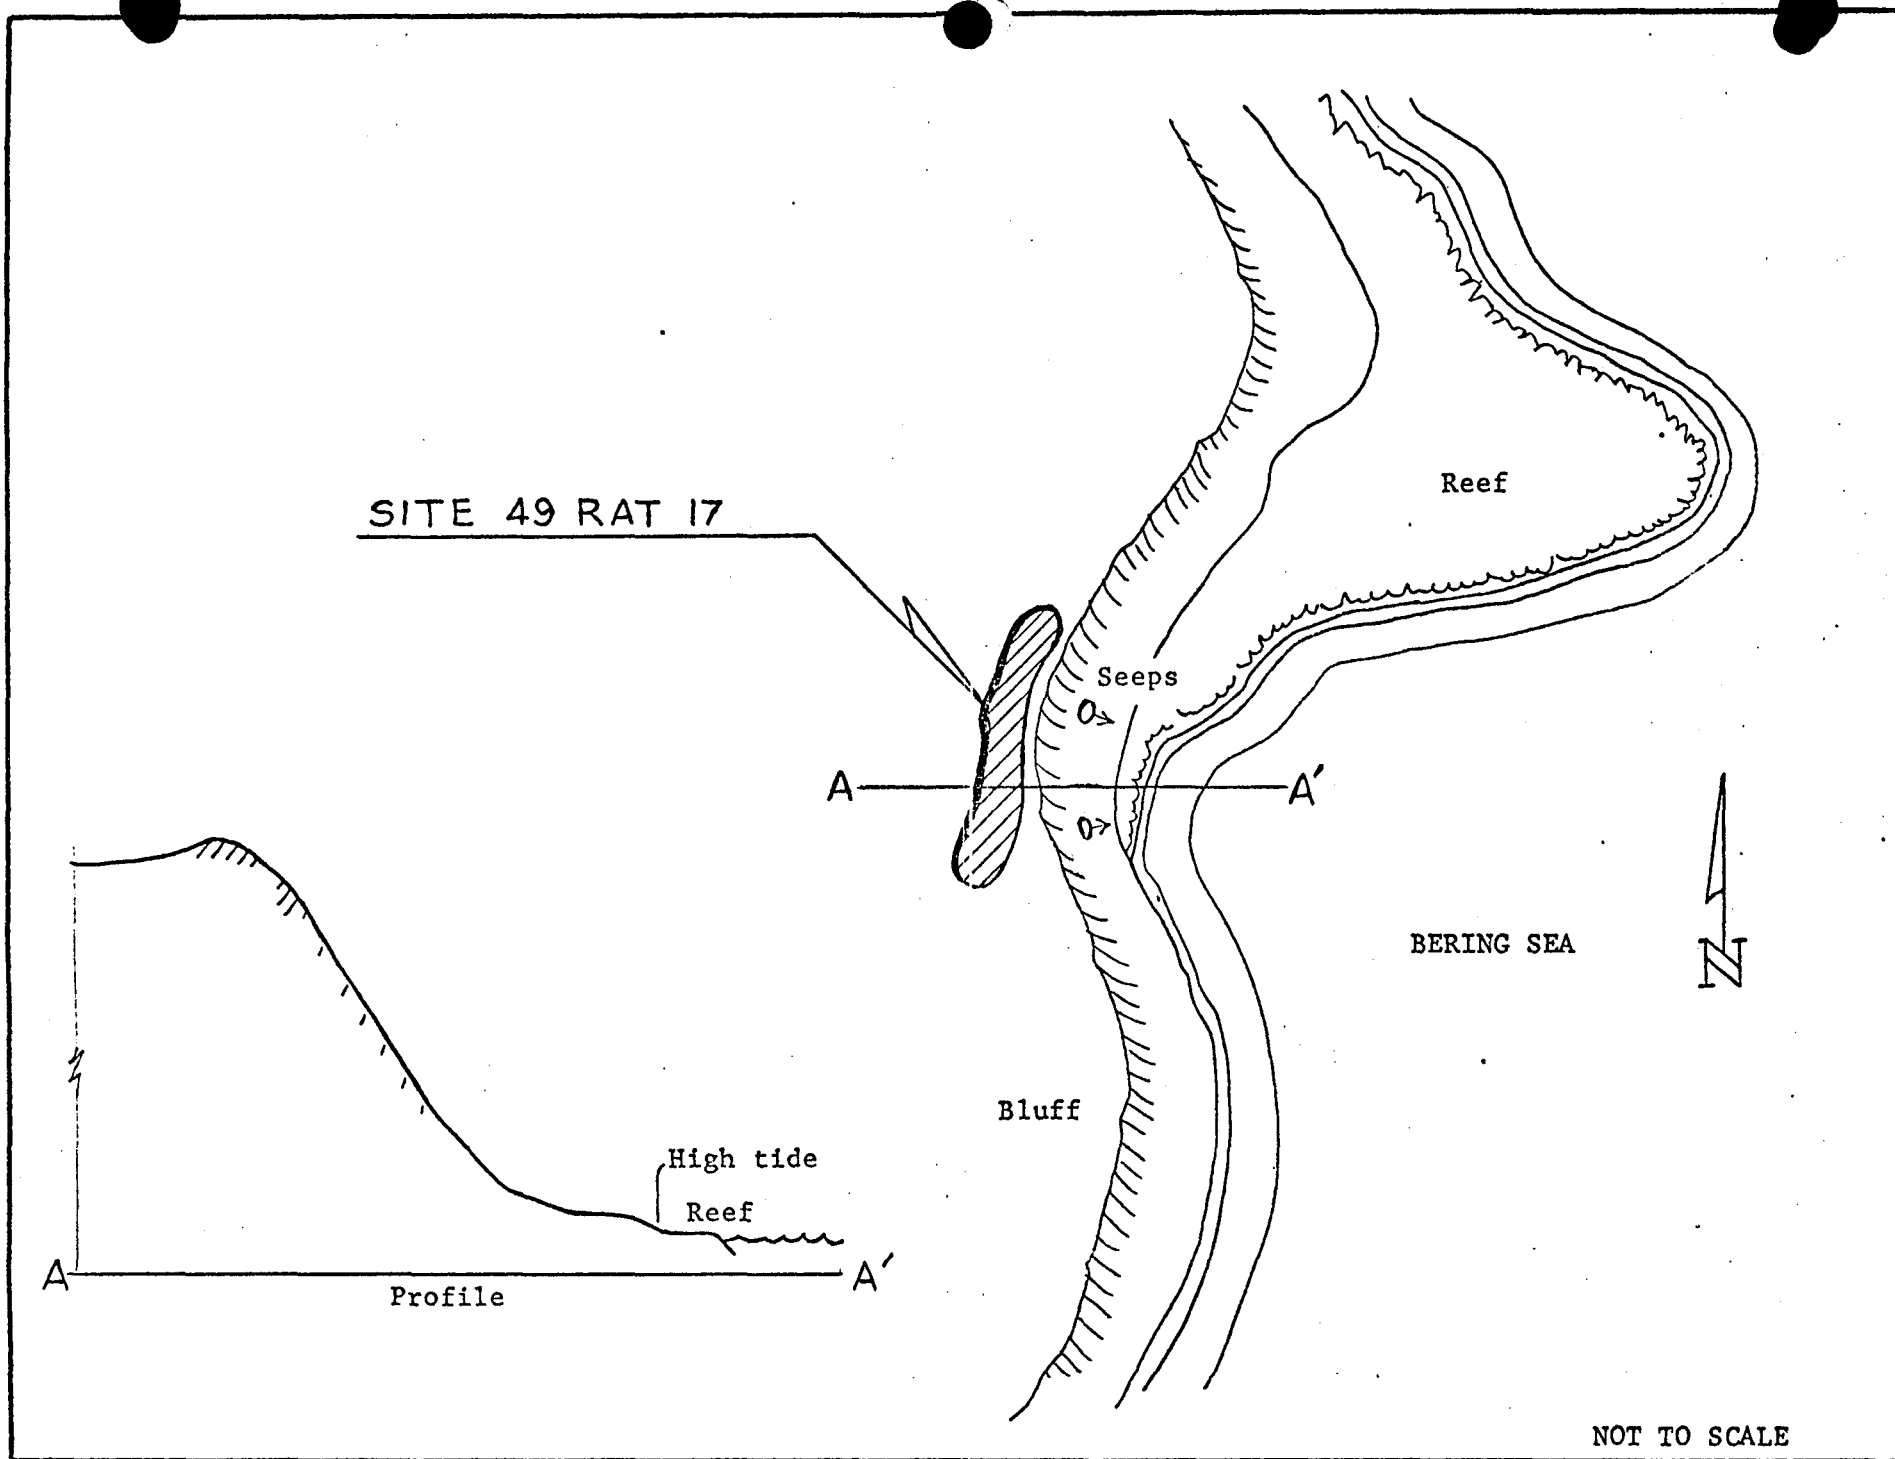 SITE 49 RAT 17
Reef
Seeps
A
A'
BERING SEA
N
Bluff
High tide
Reef
A
A'
Profile
NOT TO SCALE